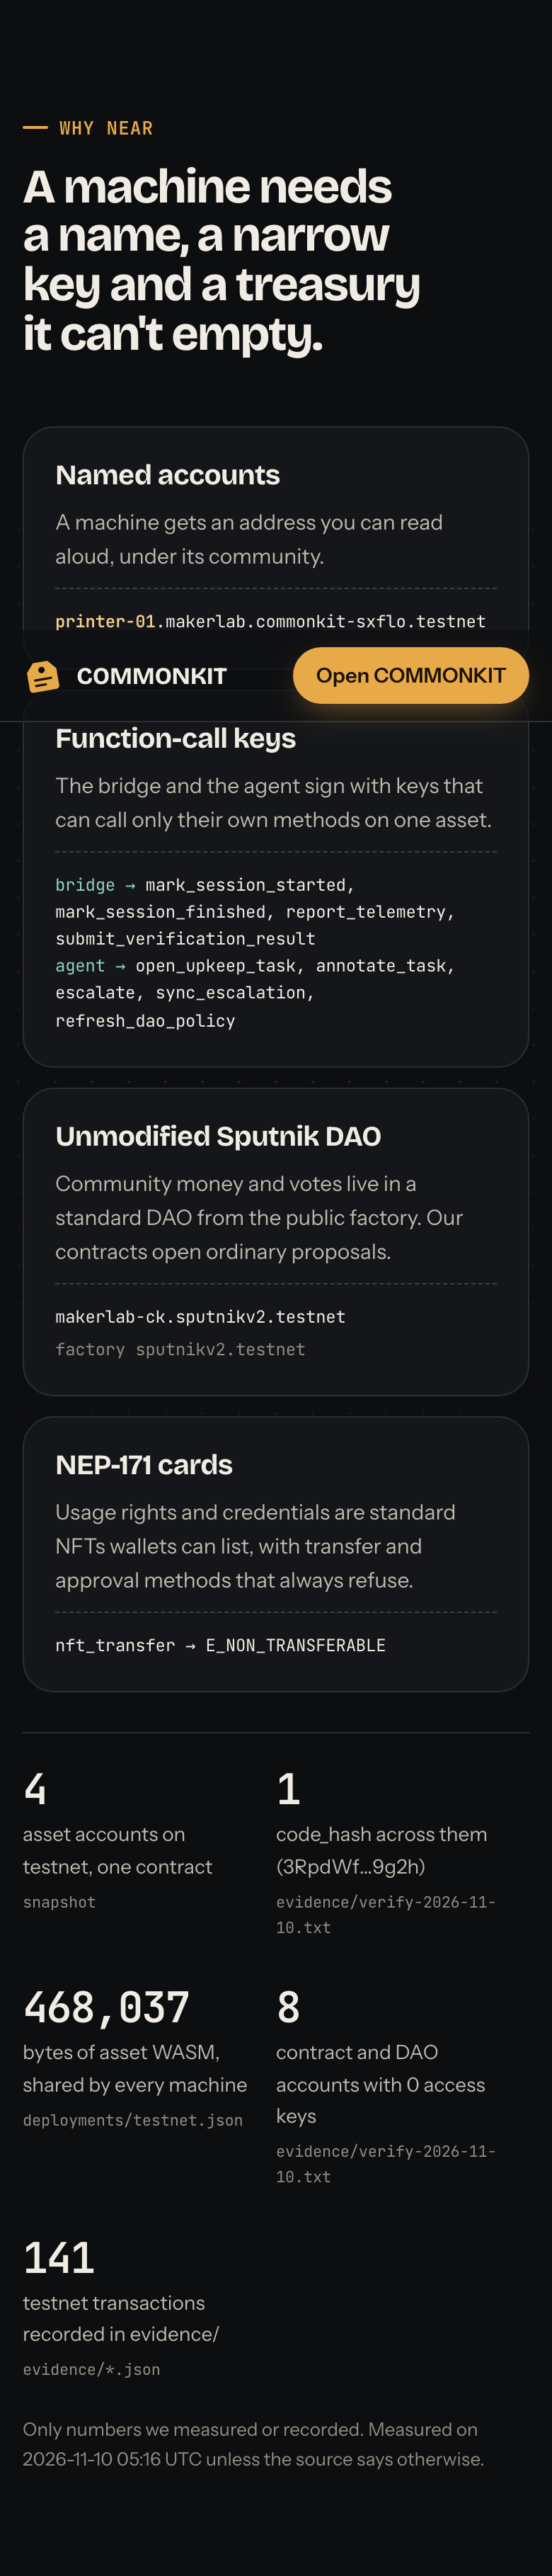 WHY NEAR
A machine needs
a name, a narrow
key and a treasury
it can't empty.
Named accounts
A machine gets an address you can read
aloud, under its community.
printer-01.makerlab.commonkit-sxflo.testnet
COMMONKIT
Open COMMONKIT
Function-call keys
The bridge and the agent sign with keys that
can call only their own methods on one asset.
bridge → mark_session_started,
mark_session_finished, report_telemetry,
submit_verification_result
agent → open_upkeep_task, annotate_task,
escalate, sync_escalation,
refresh_dao_policy
Unmodified Sputnik DAO
Community money and votes live in a
standard DAO from the public factory. Our
contracts open ordinary proposals.
makerlab-ck.sputnikv2.testnet
factory sputnikv2.testnet
NEP-171 cards
Usage rights and credentials are standard
NFTs wallets can list, with transfer and
approval methods that always refuse.
nft_transfer → E_NON_TRANSFERABLE
4
asset accounts on
testnet, one contract
snapshot
1
code_hash across them
(3RpdWf…9g2h)
evidence/verify-2026-11-
10.txt
468,037
bytes of asset WASM,
shared by every machine
deployments/testnet.json
8
contract and DAO
accounts with 0 access
keys
evidence/verify-2026-11-
10.txt
141
testnet transactions
recorded in evidence/
evidence/*.json
Only numbers we measured or recorded. Measured on
2026-11-10 05:16 UTC unless the source says otherwise.